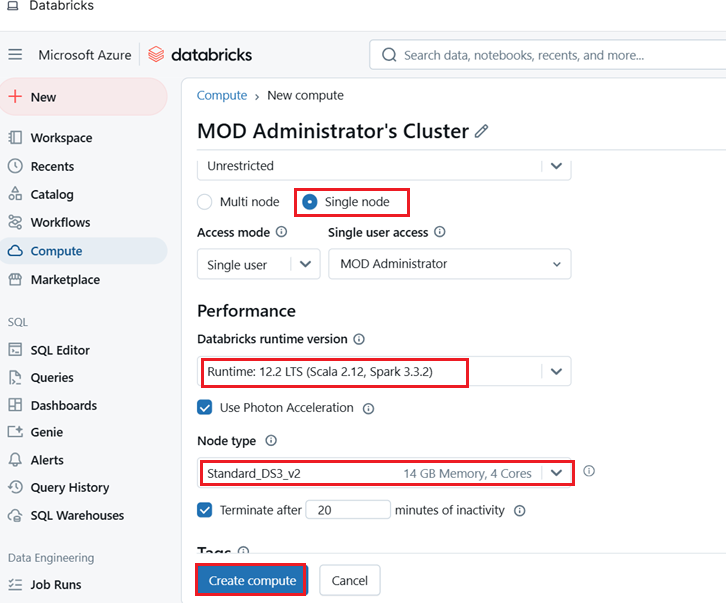 Databricks
Microsoft Azure databricks Search data, notebooks, recents, and more...
New
Workspace
Recents
Catalog
Workflows
Compute
Marketplace
SQL
SQL Editor
Queries
Dashboards
Genie
Alerts
Query History
SQL Warehouses
Data Engineering
Job Runs
Compute > New compute
MOD Administrator's Cluster
Unrestricted
Multi node Single node
Access mode Single user access
Single user MOD Administrator
Performance
Databricks runtime version
Runtime: 12.2 LTS (Scala 2.12, Spark 3.3.2)
Use Photon Acceleration
Node type
Standard_DS3_v2 14 GB Memory, 4 Cores
Terminate after 20 minutes of inactivity
Tags
Create compute Cancel